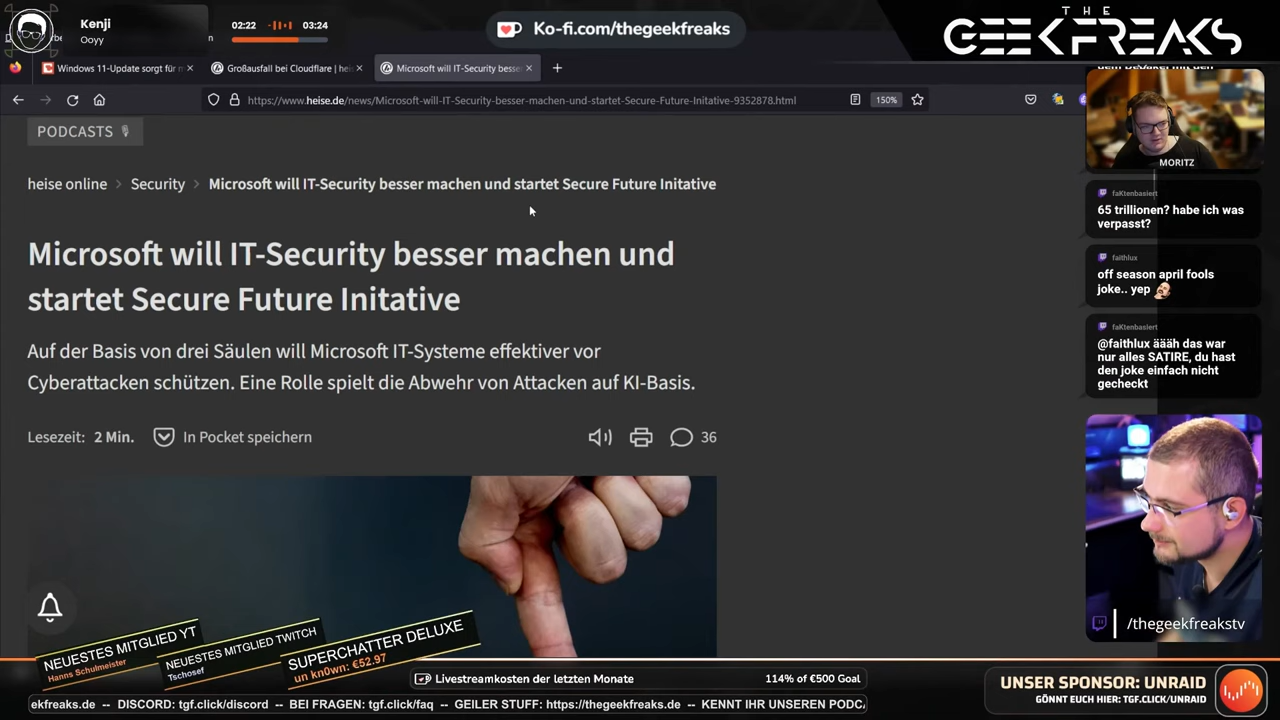 Kenji
Ooyy
02:22
03:24
Ko-fi.com/thegeekfreaks
THE
GEEKFREAKS
Windows 11-Update sorgt für
Großausfall bei Cloudflare | hei
Microsoft will IT-Security besse
https://www.heise.de/news/Microsoft-will-IT-Security-besser-machen-und-startet-Secure-Future-Initative-9352878.html
150%
PODCASTS
heise online > Security > Microsoft will IT-Security besser machen und startet Secure Future Initative
Microsoft will IT-Security besser machen und
startet Secure Future Initative
Auf der Basis von drei Säulen will Microsoft IT-Systeme effektiver vor
Cyberattacken schützen. Eine Rolle spielt die Abwehr von Attacken auf KI-Basis.
Lesezeit: 2 Min.
In Pocket speichern
36
MORITZ
faKtenbasiert
65 trillionen? habe ich was
verpasst?
faithlux
off season april fools
joke.. yep
faKtenbasiert
@faithlux äääh das war
nur alles SATIRE, du hast
den joke einfach nicht
gecheckt
/thegeekfreakstv
NEUESTES MITGLIED YT
Hanns Schulmeister
NEUESTES MITGLIED TWITCH
Tschosef
SUPERCHATTER DELUXE
un kn0wn: €52.97
Livestreamkosten der letzten Monate
114% of €500 Goal
ekfreaks.de -- DISCORD: tgf.click/discord -- BEI FRAGEN: tgf.click/faq -- GEILER STUFF: https://thegeekfreaks.de -- KENNT IHR UNSEREN PODCA
UNSER SPONSOR: UNRAID
GÖNNT EUCH HIER: TGF.CLICK/UNRAID